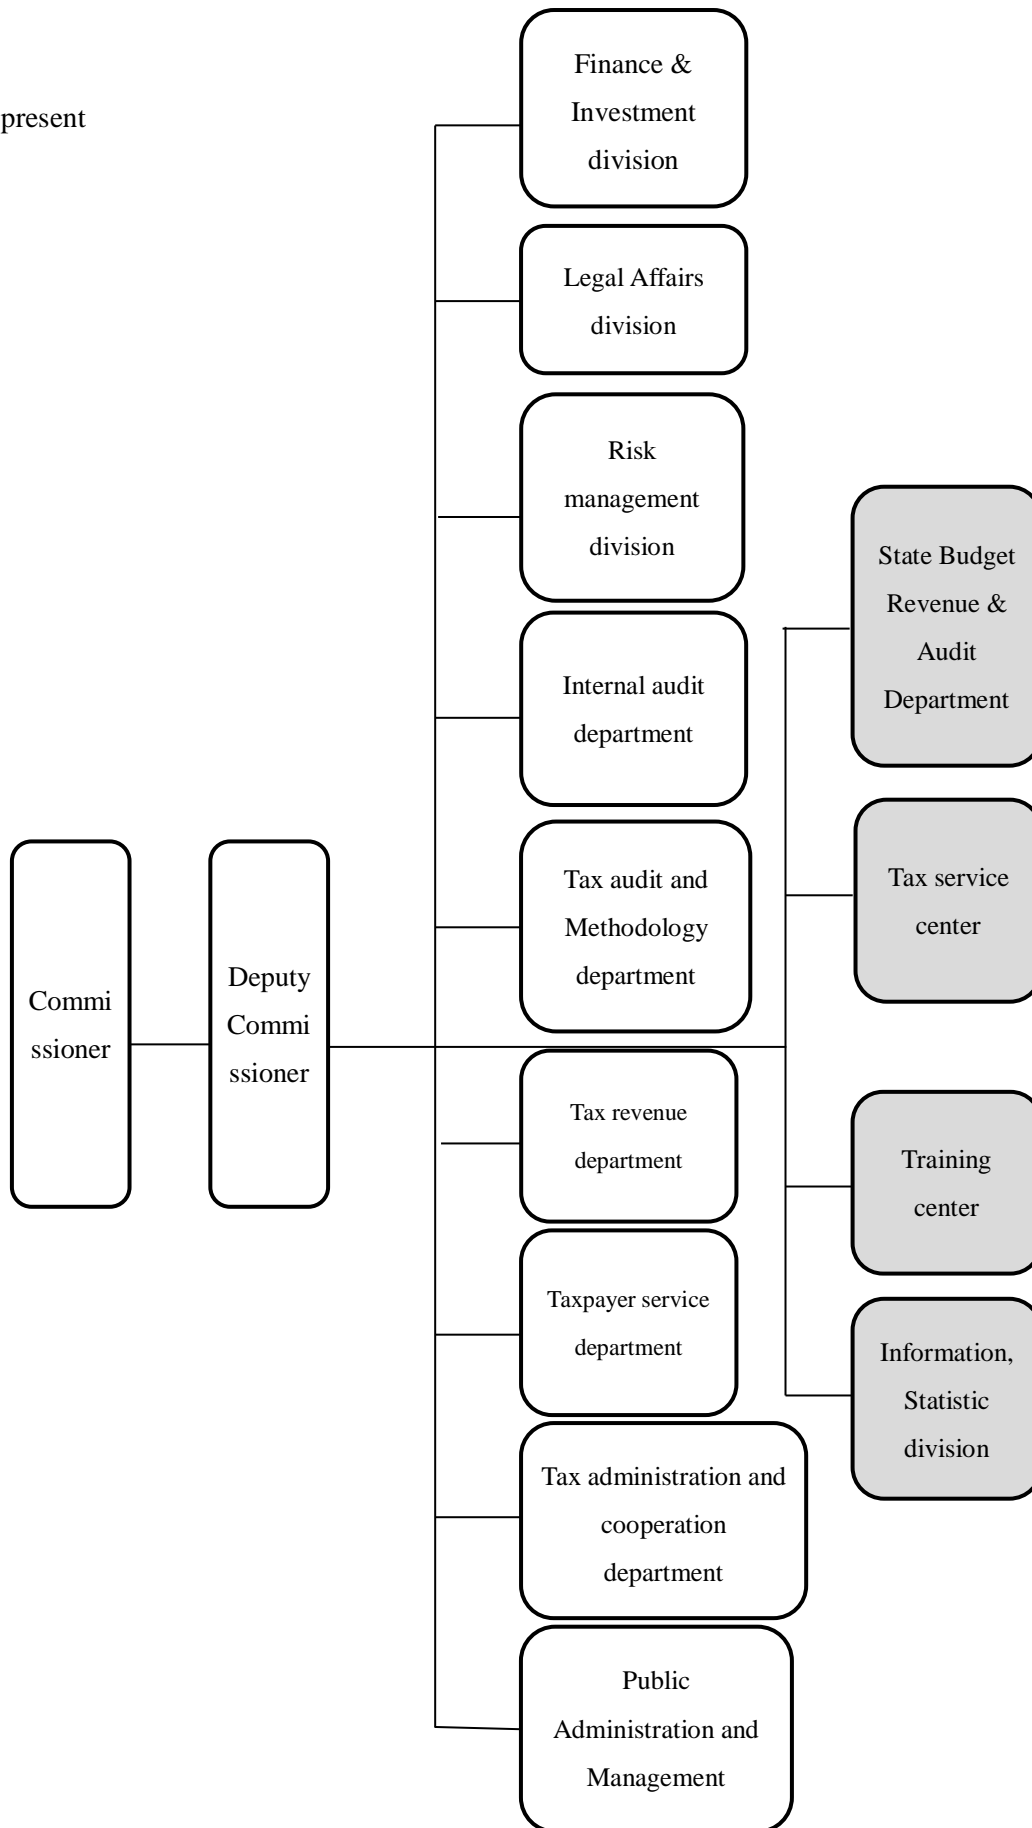 present
Finance &
Investment
division
Legal Affairs
division
Risk
management
division
Internal audit
department
Tax audit and
Methodology
department
Tax revenue
department
Taxpayer service
department
Tax administration and
cooperation
department
Public
Administration and
Management
Commi
ssioner
Deputy
Commi
ssioner
State Budget
Revenue &
Audit
Department
Tax service
center
Training
center
Information,
Statistic
division